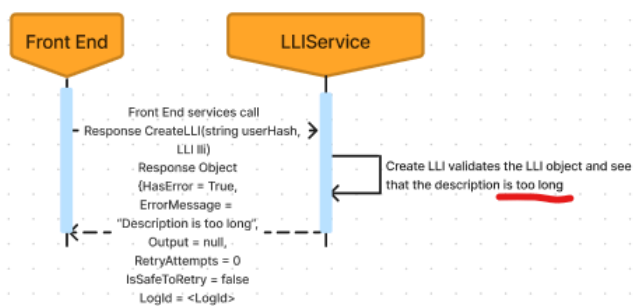 Front End
LLIService
Front End services call
Response CreateLLI(string userHash,
LLI lli)
Response Object
{HasError = True,
ErrorMessage =
"Description is too long",
Output = null,
RetryAttempts = 0
IsSafeToRetry = false
LogId = <LogId>
Create LLI validates the LLI object and see
that the description is too long